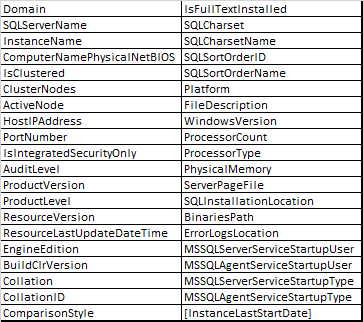 Domain IsFullTextInstalled
SQLServerName SQLCharset
InstanceName SQLCharsetName
ComputerNamePhysicalNetBIOS SQLSortOrderID
IsClustered SQLSortOrderName
ClusterNodes Platform
ActiveNode FileDescription
HostIPAddress WindowsVersion
PortNumber ProcessorCount
IsIntegratedSecurityOnly ProcessorType
AuditLevel PhysicalMemory
ProductVersion ServerPageFile
ProductLevel SQLInstallationLocation
ResourceVersion BinariesPath
ResourceLastUpdateDateTime ErrorLogsLocation
EngineEdition MSSQLServerServiceStartupUser
BuildClrVersion MSSQLAgentServiceStartupUser
Collation MSSQLServerServiceStartupType
CollationID MSSQLAgentServiceStartupType
ComparisonStyle [InstanceLastStartDate]